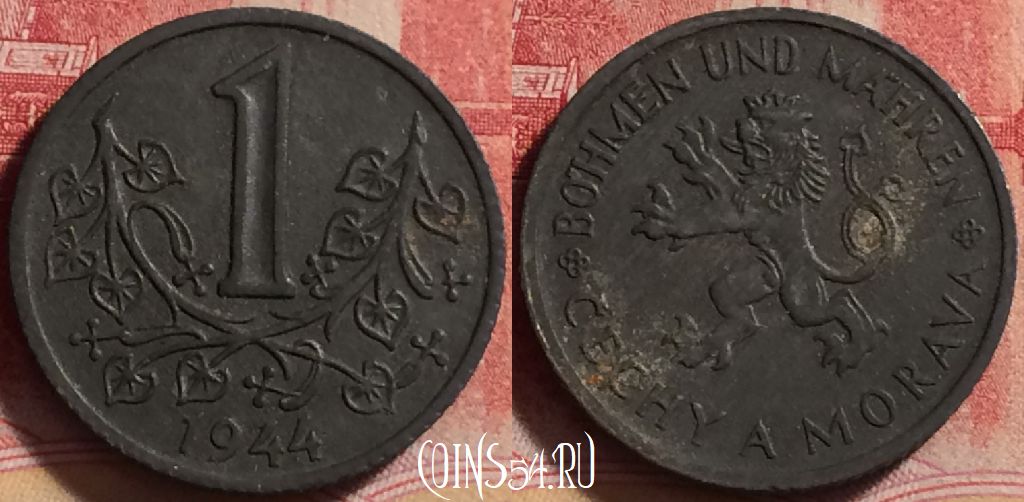 1
1944
BÖHMEN UND MÄHREN
ČECHY A MORAVA
COINS54.RU